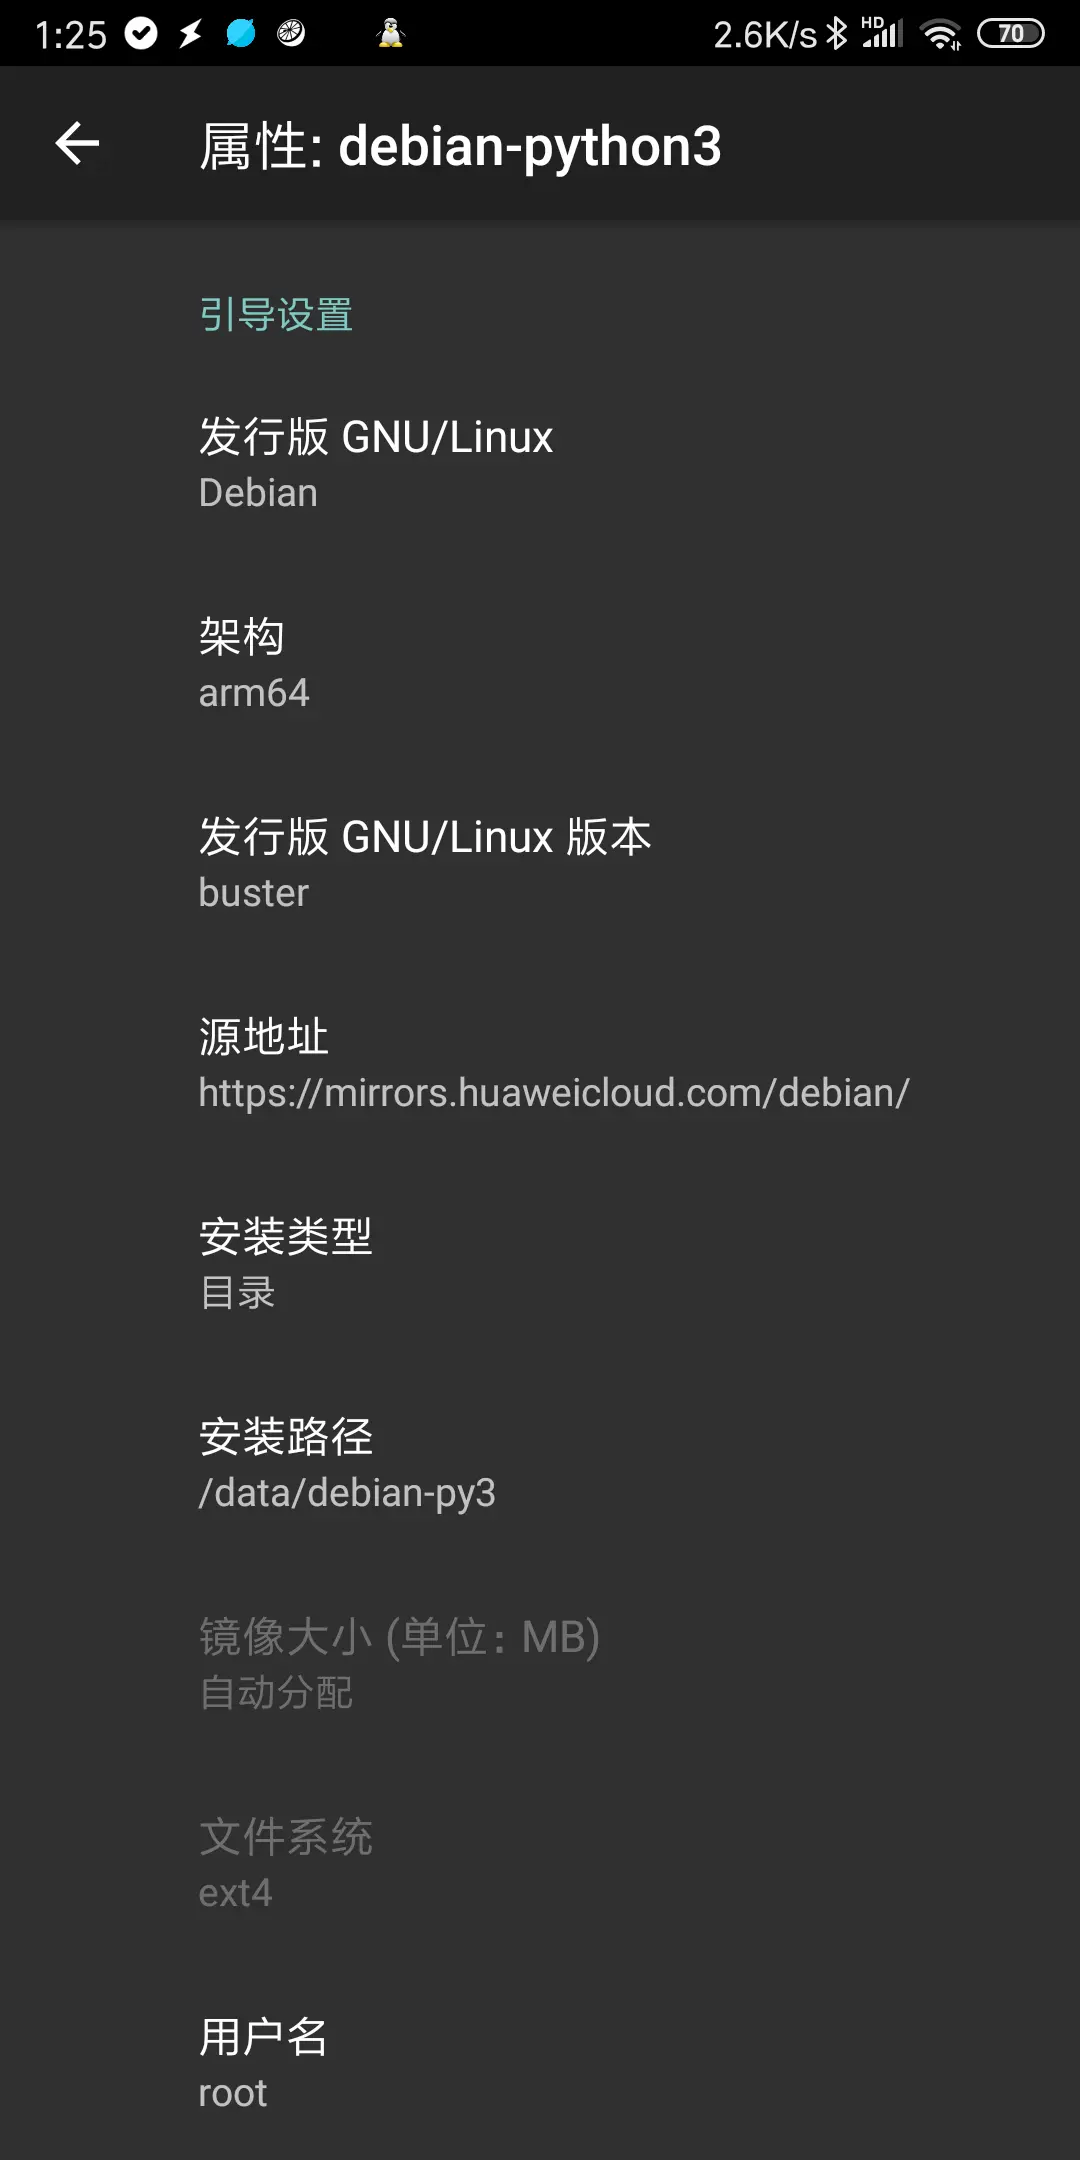 1:25 2.6K/s HD 70
属性: debian-python3
引导设置
发行版 GNU/Linux
Debian
架构
arm64
发行版 GNU/Linux 版本
buster
源地址
https://mirrors.huaweicloud.com/debian/
安装类型
目录
安装路径
/data/debian-py3
镜像大小 (单位：MB)
自动分配
文件系统
ext4
用户名
root